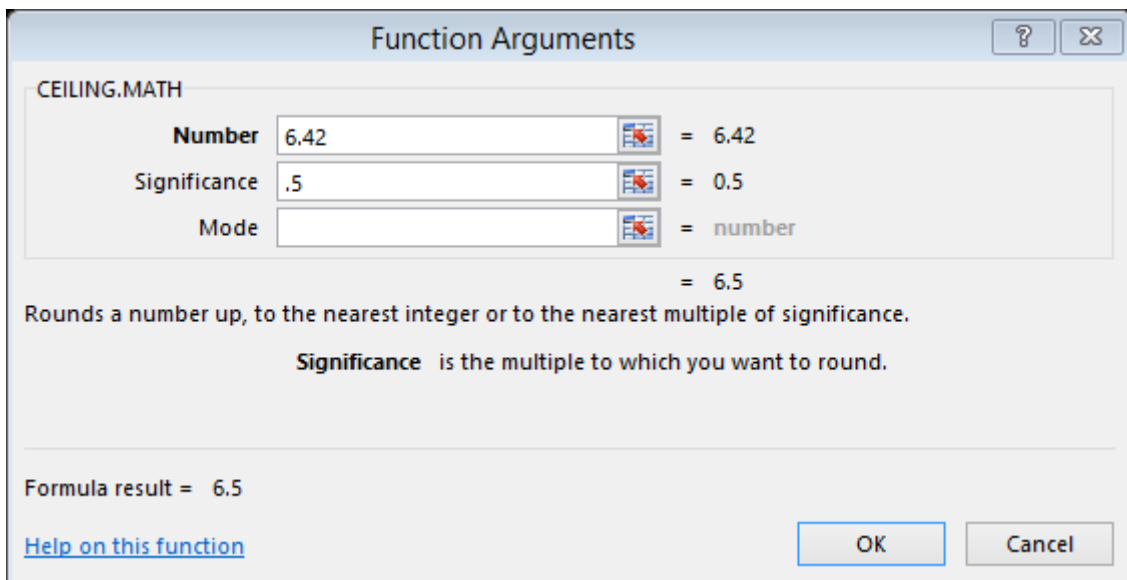 Function Arguments ?
CEILING.MATH
Number 6.42 = 6.42
Significance .5 = 0.5
Mode = number
= 6.5
Rounds a number up, to the nearest integer or to the nearest multiple of significance.
Significance is the multiple to which you want to round.
Formula result = 6.5
Help on this function OK Cancel